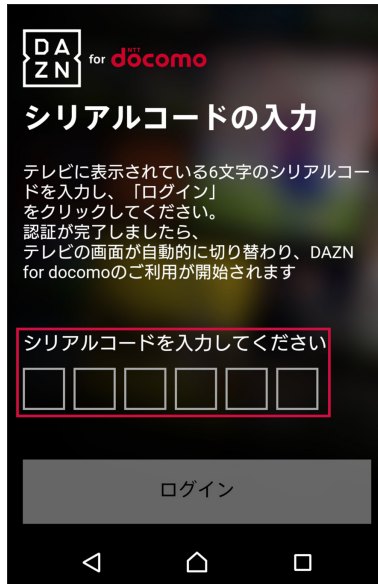 DA
ZN
for NTT döcomo
シリアルコードの入力
テレビに表示されている6文字のシリアルコー
ドを入力し、「ログイン」
をクリックしてください。
認証が完了しましたら、
テレビの画面が自動的に切り替わり、DAZN
for docomoのご利用が開始されます
シリアルコードを入力してください
ログイン